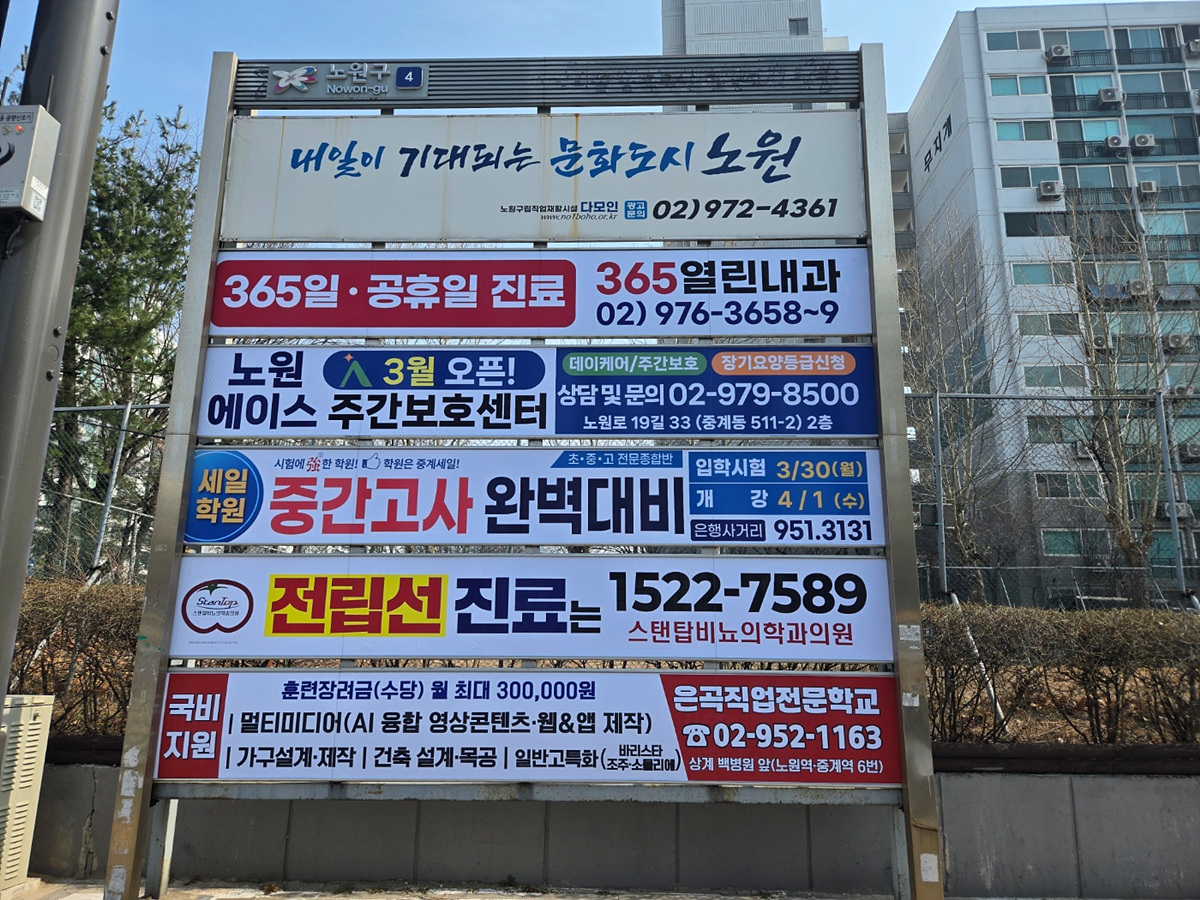 노원구 4
Nowon-gu
내일이 기대되는 문화도시 노원
노원구립직업재활시설 다모인 광고문의 02) 972-4361
www.no1boho.or.kr
365일·공휴일 진료
365열린내과
02) 976-3658~9
노원 3월 오픈!
에이스 주간보호센터
데이케어/주간보호 장기요양등급신청
상담 및 문의 02-979-8500
노원로 19길 33 (중계동 511-2) 2층
세일
학원
시험에 強한 학원! 학원은 중계세일!
초·중·고 전문종합반
중간고사 완벽대비
입학시험 3/30(월)
개 강 4/1 (수)
은행사거리 951.3131
StanTop
스탠탑비뇨의학과의원
전립선 진료는
1522-7589
스탠탑비뇨의학과의원
국비
지원
훈련장려금(수당) 월 최대 300,000원
| 멀티미디어(AI 융합 영상콘텐츠·웹&앱 제작)
| 가구설계·제작 | 건축 설계·목공 | 일반고특화(바리스타 조주·소믈리에)
은곡직업전문학교
☎02-952-1163
상계 백병원 앞(노원역·중계역 6번)
무지개